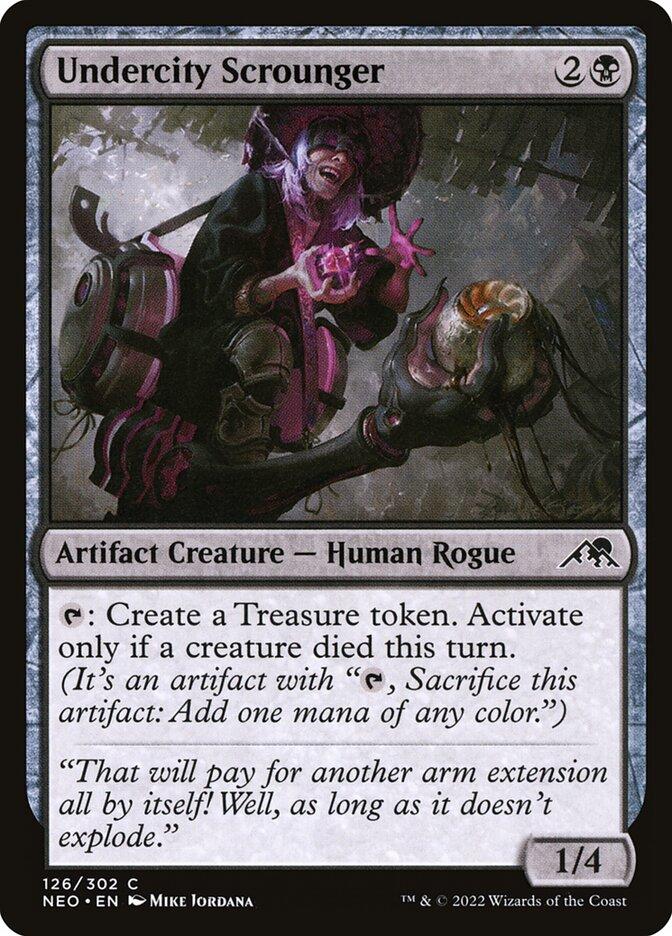 Undercity Scrounger 2
Artifact Creature — Human Rogue
: Create a Treasure token. Activate
only if a creature died this turn.
(It's an artifact with “, Sacrifice this
artifact: Add one mana of any color.”)
“That will pay for another arm extension
all by itself! Well, as long as it doesn't
explode.”
1/4
126/302 C
NEO • EN Mike Jordana
™ & © 2022 Wizards of the Coast